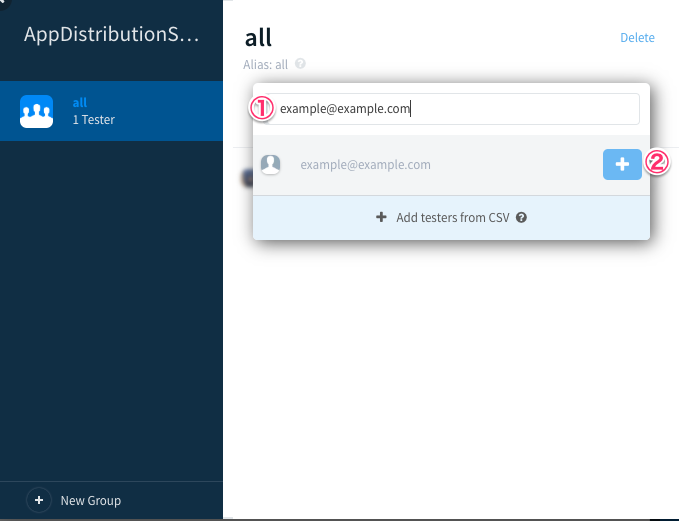 AppDistributionS...
all
1 Tester
New Group
all
Delete
Alias: all ?
① example@example.com
example@example.com + ②
+ Add testers from CSV ?